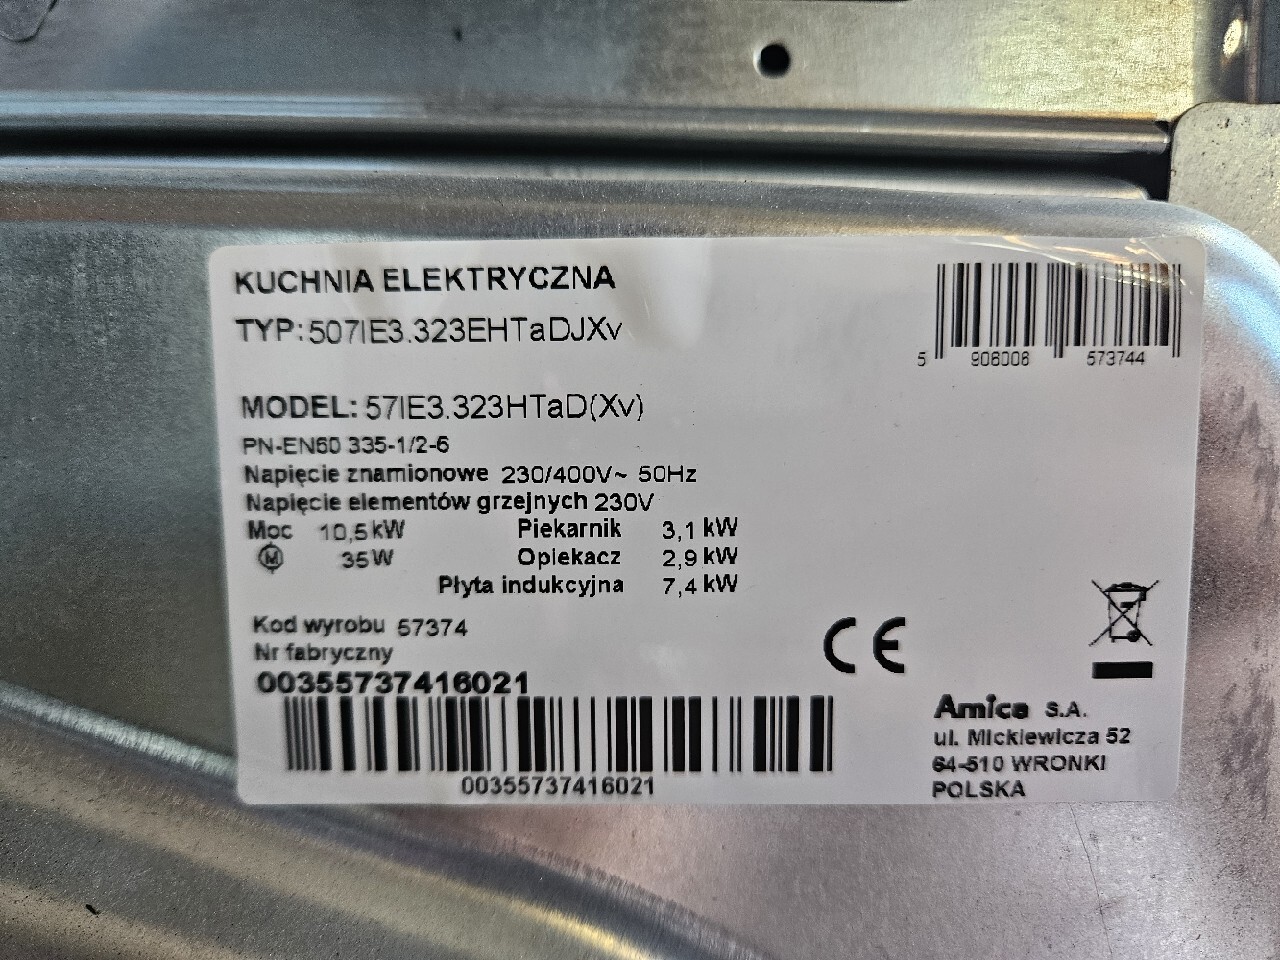 KUCHNIA ELEKTRYCZNA
TYP: 507IE3.323EHTaDJXv
5 906006 573744
MODEL: 57IE3.323HTaD(Xv)
PN-EN60 335-1/2-6
Napięcie znamionowe 230/400V~ 50Hz
Napięcie elementów grzejnych 230V
Moc 10,5 kW Piekarnik 3,1 kW
M 35W Opiekacz 2,9 kW
Płyta indukcyjna 7,4 kW
Kod wyrobu 57374
Nr fabryczny
00355737416021
00355737416021
CE
Amica S.A.
ul. Mickiewicza 52
64-510 WRONKI
POLSKA